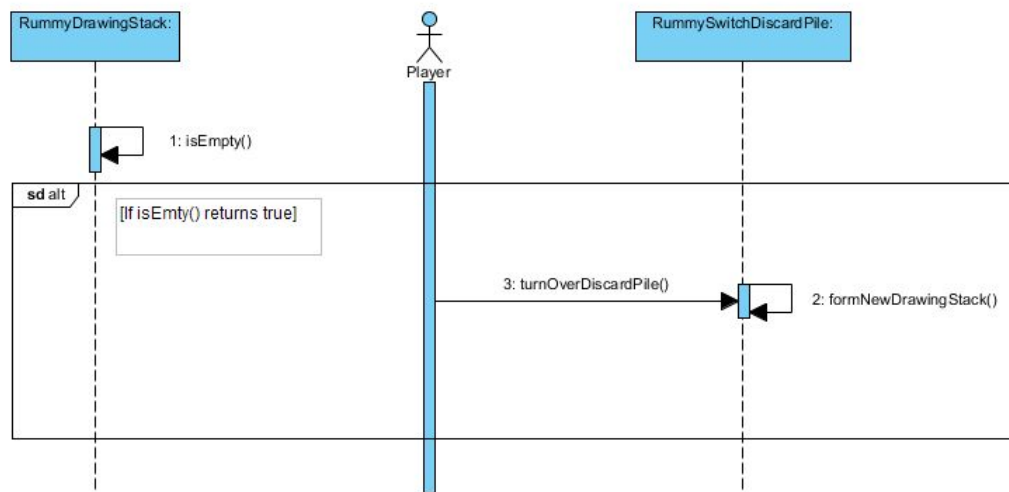 RummyDrawingStack:
Player
RummySwitchDiscardPile:
1: isEmpty()
sd alt
[If isEmty() returns true]
3: turnOverDiscardPile()
2: formNewDrawingStack()